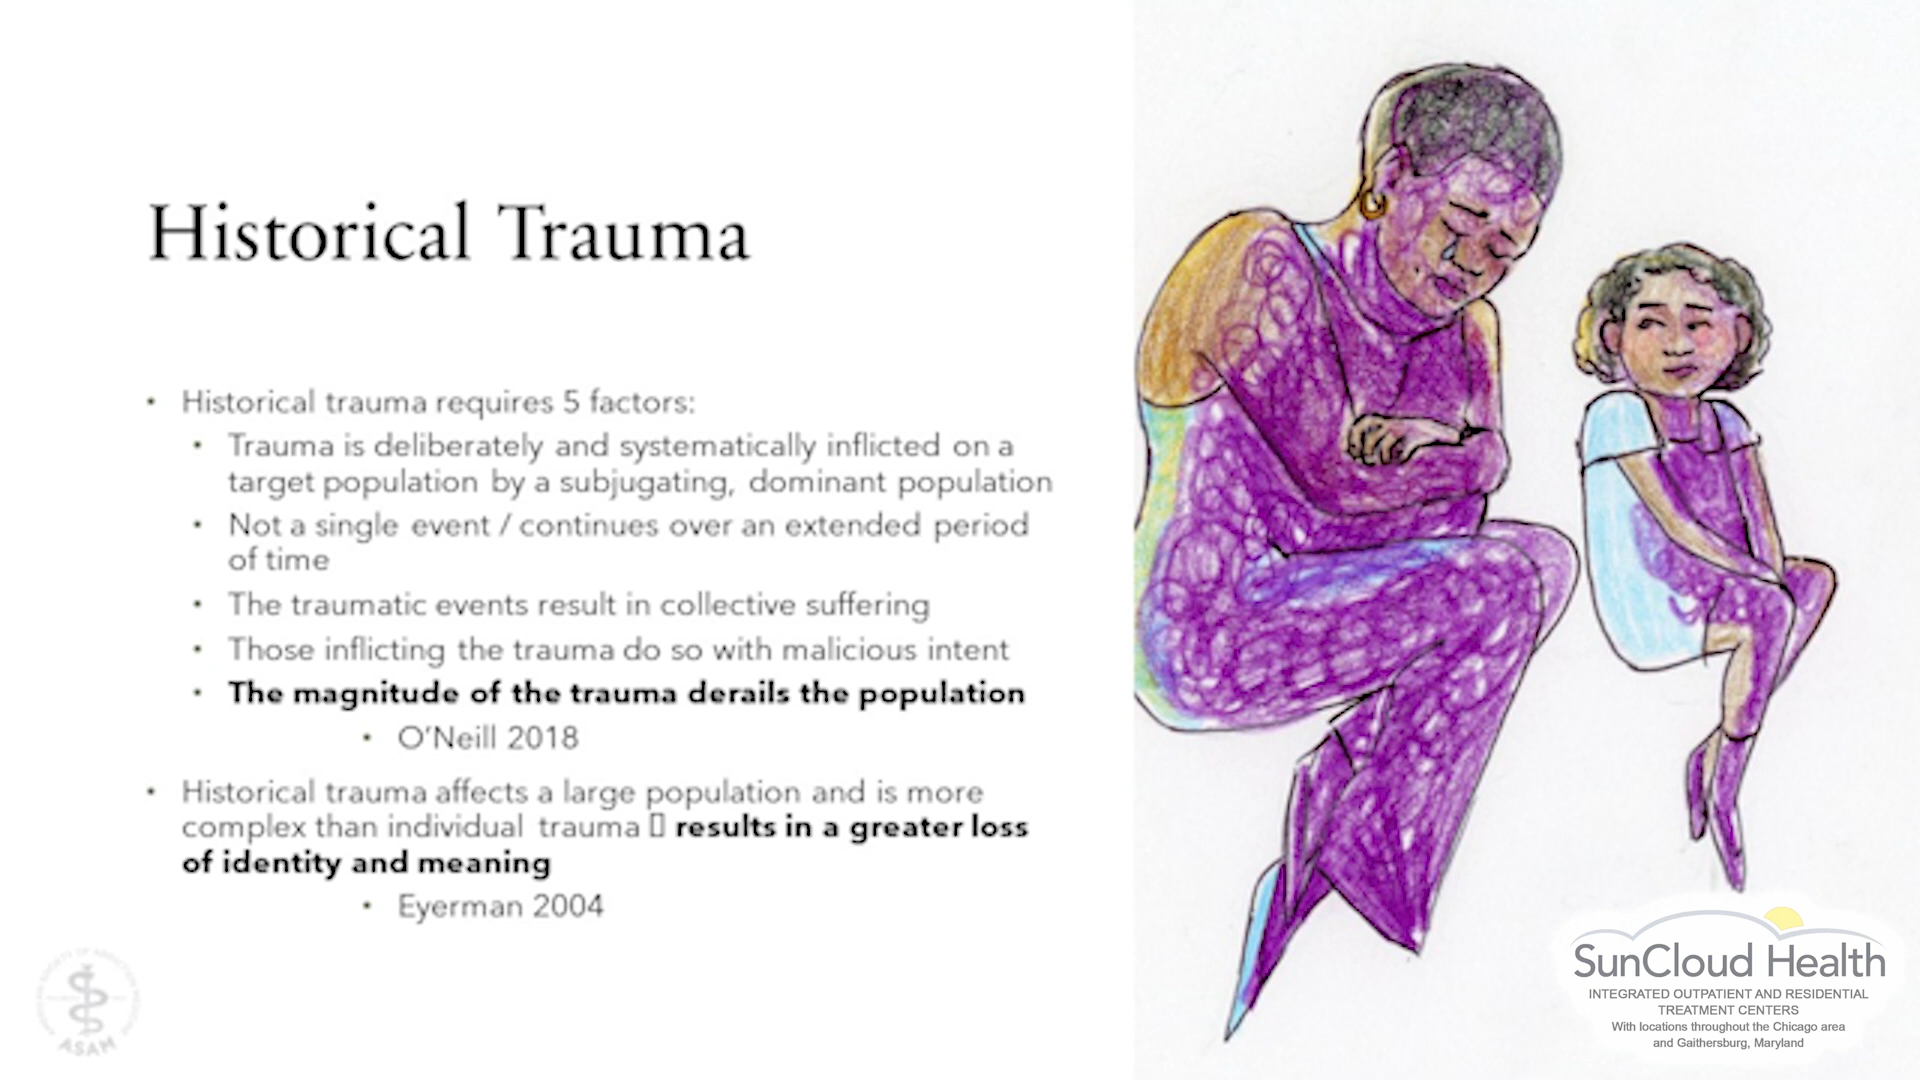 Historical Trauma
• Historical trauma requires 5 factors:
• Trauma is deliberately and systematically inflicted on a
target population by a subjugating, dominant population
• Not a single event / continues over an extended period
of time
• The traumatic events result in collective suffering
• Those inflicting the trauma do so with malicious intent
• The magnitude of the trauma derails the population
• O'Neill 2018
• Historical trauma affects a large population and is more
complex than individual trauma ▯ results in a greater loss
of identity and meaning
• Eyerman 2004
ASAM
SunCloud Health
INTEGRATED OUTPATIENT AND RESIDENTIAL
TREATMENT CENTERS
With locations throughout the Chicago area
and Gaithersburg, Maryland